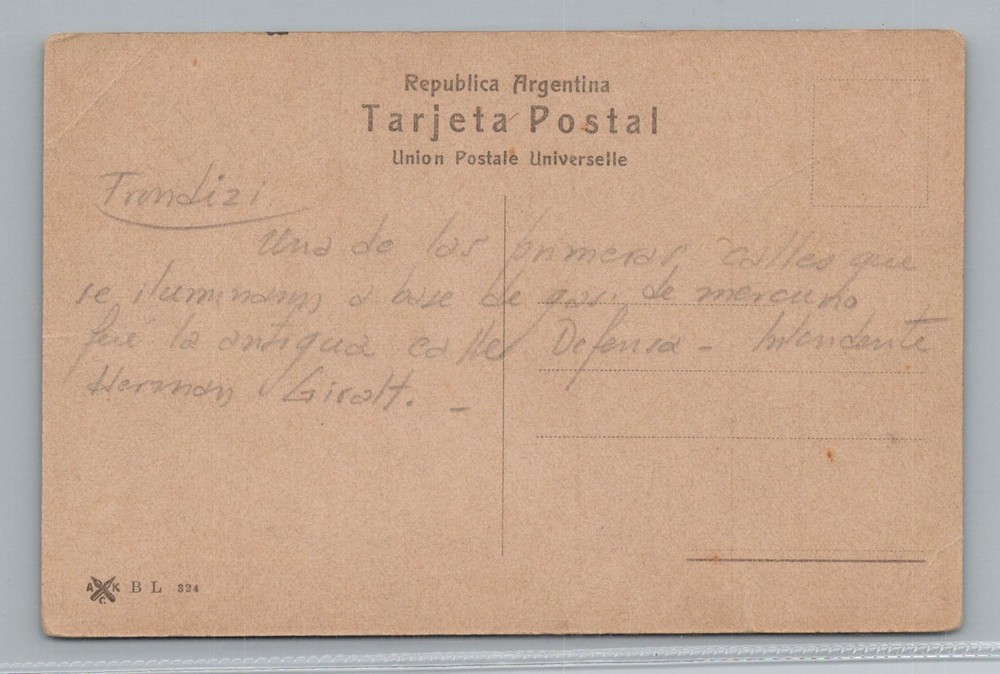 Republica Argentina
Tarjeta Postal
Union Postale Universelle
Frondizi
Una de las primeras calles que
se iluminaron a base de gas de mercurio
fué la antigua calle Defensa - Intendente
Herman Giralt. -
A K
G
B L 324